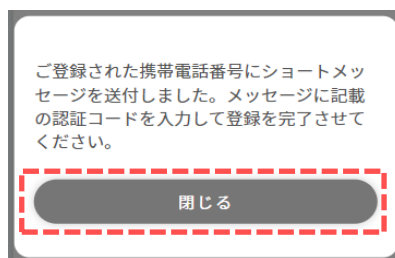 ご登録された携帯電話番号にショートメッ
セージを送付しました。メッセージに記載
の認証コードを入力して登録を完了させて
ください。
閉じる